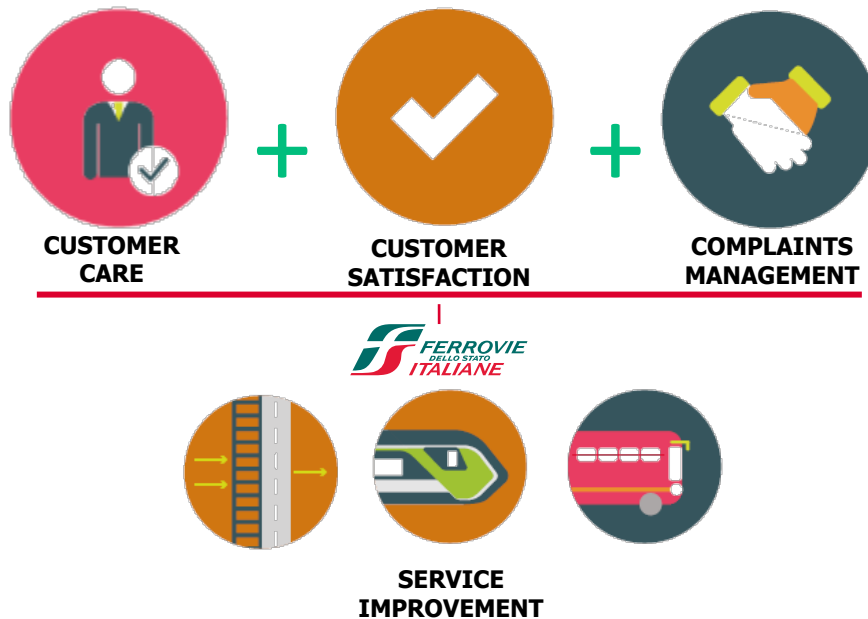 CUSTOMER
CARE
CUSTOMER
SATISFACTION
COMPLAINTS
MANAGEMENT
FERROVIE
DELLO STATO
ITALIANE
SERVICE
IMPROVEMENT